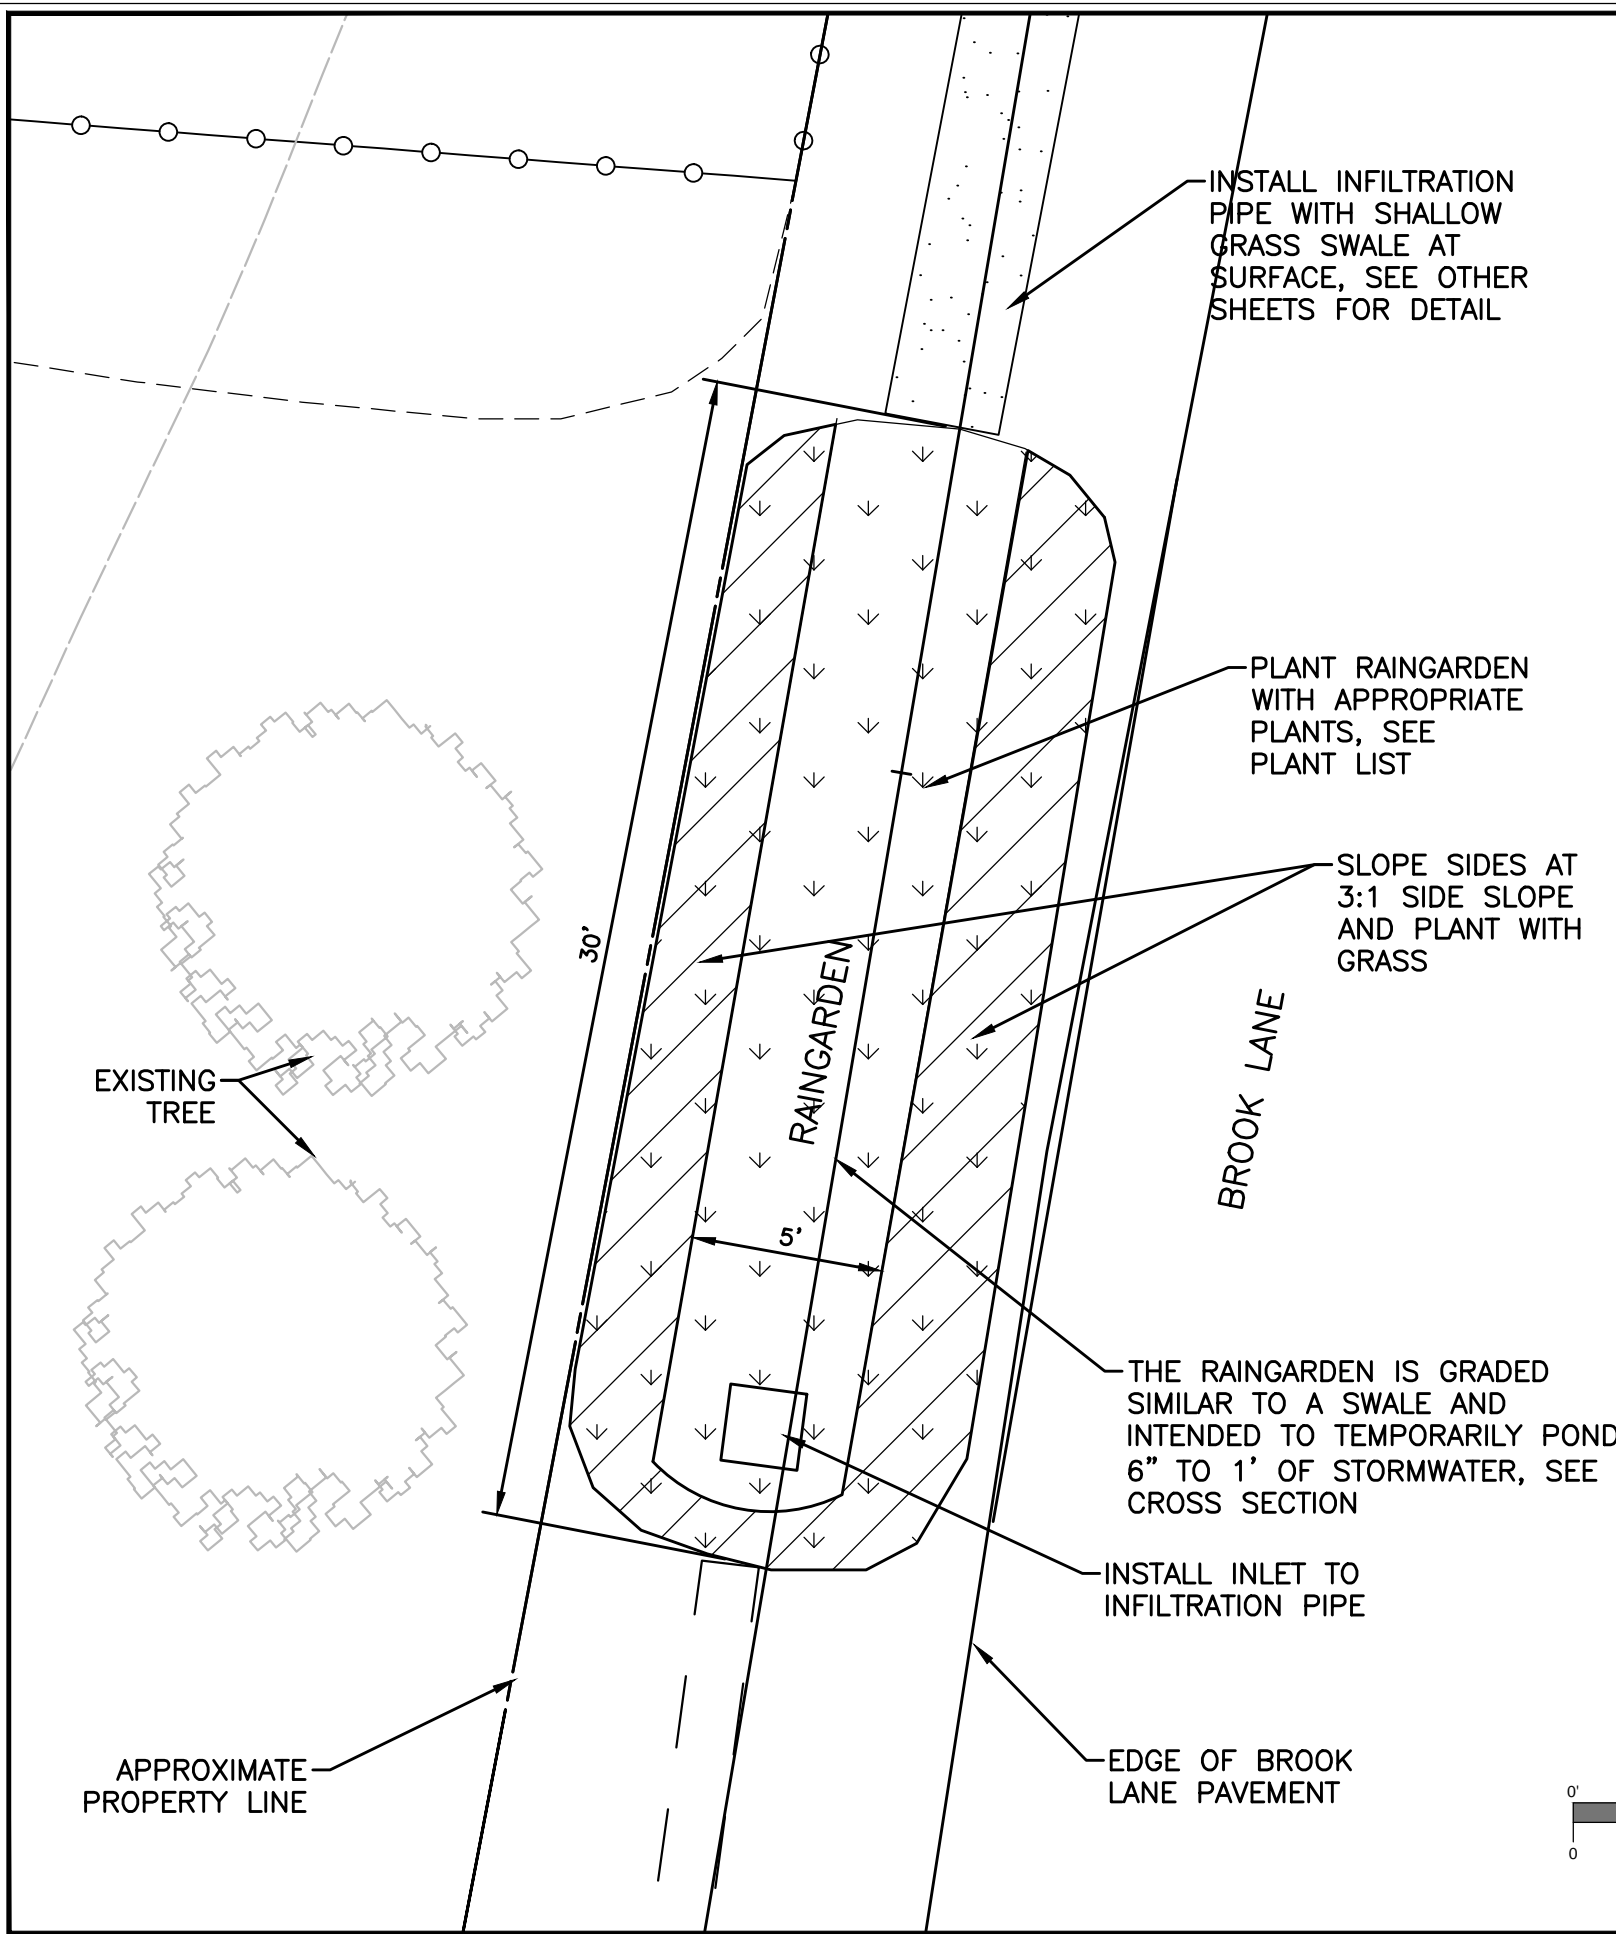 INSTALL INFILTRATION
PIPE WITH SHALLOW
GRASS SWALE AT
SURFACE, SEE OTHER
SHEETS FOR DETAIL
PLANT RAINGARDEN
WITH APPROPRIATE
PLANTS, SEE
PLANT LIST
SLOPE SIDES AT
3:1 SIDE SLOPE
AND PLANT WITH
GRASS
30'
RAINGARDEN
BROOK LANE
EXISTING
TREE
5'
THE RAINGARDEN IS GRADED
SIMILAR TO A SWALE AND
INTENDED TO TEMPORARILY POND
6" TO 1' OF STORMWATER, SEE
CROSS SECTION
INSTALL INLET TO
INFILTRATION PIPE
APPROXIMATE
PROPERTY LINE
EDGE OF BROOK
LANE PAVEMENT
0'
0